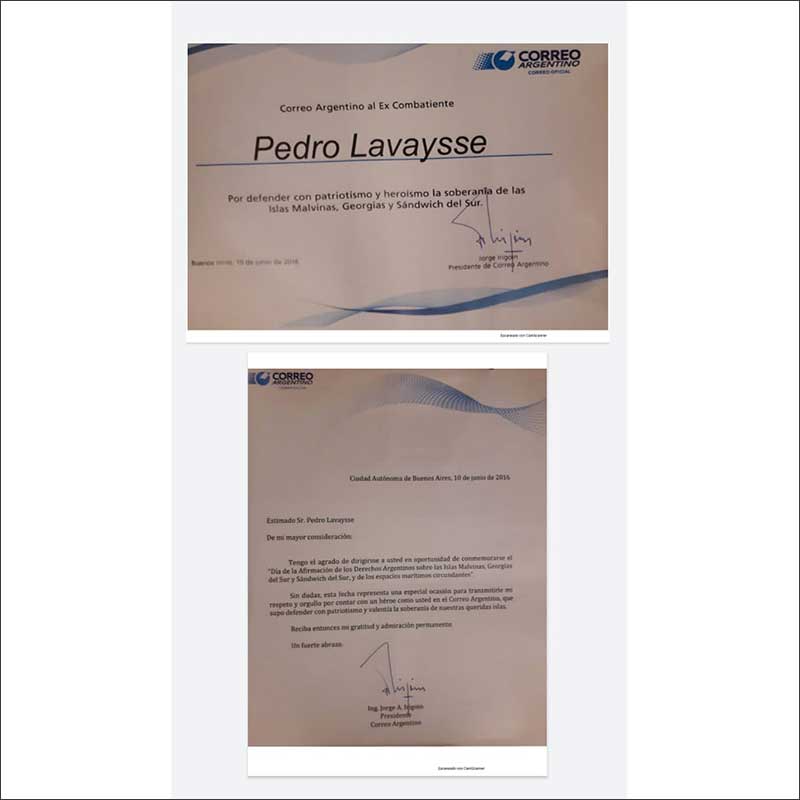 CORREO
ARGENTINO
CORREO OFICIAL
Correo Argentino al Ex Combatiente
Pedro Lavaysse
Por defender con patriotismo y heroísmo la soberanía de las
Islas Malvinas, Georgias y Sándwich del Sur.
Jorge Irigoin
Presidente de Correo Argentino
Buenos Aires, 10 de junio de 2016
Escaneado con CamScanner
CORREO
ARGENTINO
Ciudad Autónoma de Buenos Aires, 10 de junio de 2016
Estimado Sr. Pedro Lavaysse
De mi mayor consideración:
Tengo el agrado de dirigirme a usted en oportunidad de conmemorarse el
"Día de la Afirmación de los Derechos Argentinos sobre las Islas Malvinas, Georgias
del Sur y Sándwich del Sur, y de los espacios marítimos circundantes".
Sin dudas, esta fecha representa una especial ocasión para transmitirle mi
respeto y orgullo por contar con un héroe como usted en el Correo Argentino, que
supo defender con patriotismo y valentía la soberanía de nuestras queridas islas.
Reciba entonces mi gratitud y admiración permanente.
Un fuerte abrazo.
Ing. Jorge A. Irigoin
Presidente
Correo Argentino
Escaneado con CamScanner